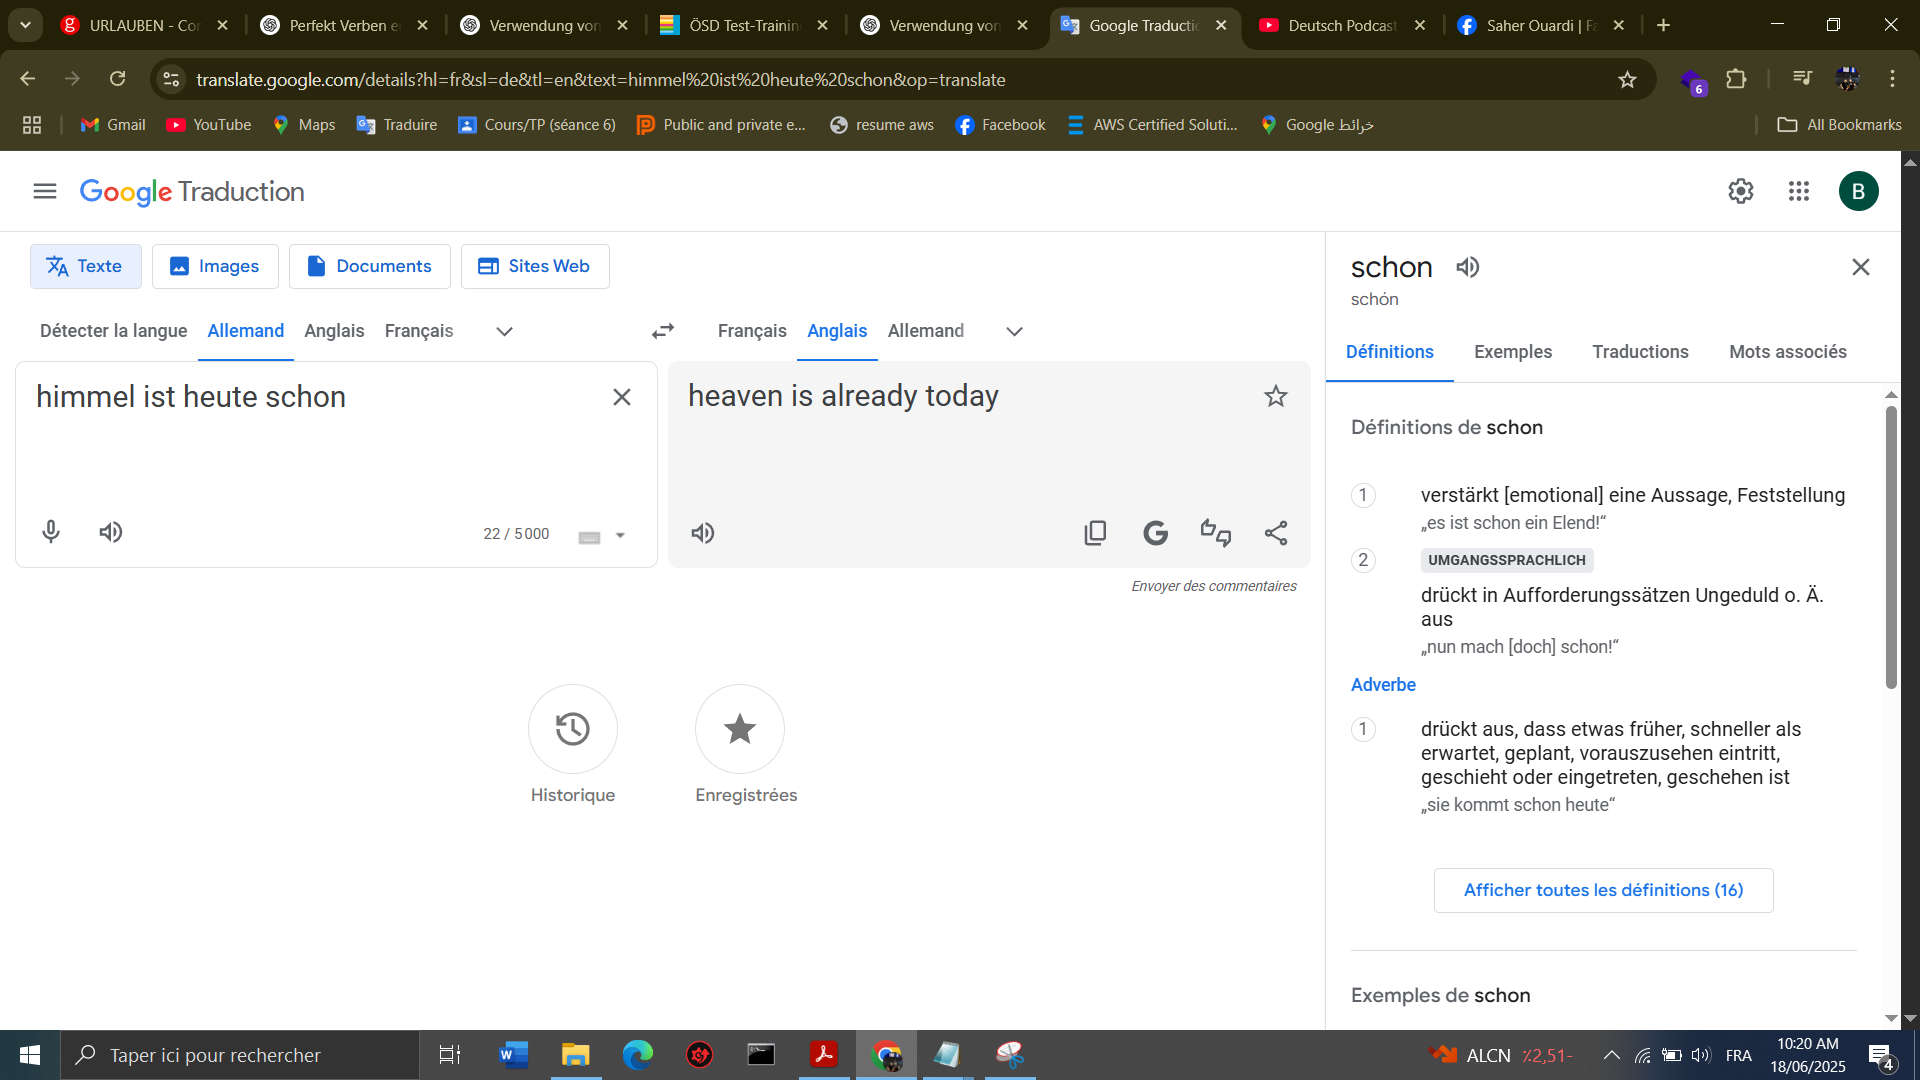 URLAUBEN - Cor
Perfekt Verben e
Verwendung von
ÖSD Test-Trainin
Verwendung von
Google Traductio
Deutsch Podcast
Saher Ouardi | Fa
translate.google.com/details?hl=fr&sl=de&tl=en&text=himmel%20ist%20heute%20schon&op=translate
6
Gmail
YouTube
Maps
Traduire
Cours/TP (séance 6)
Public and private e...
resume aws
Facebook
AWS Certified Soluti...
Google خرائط
All Bookmarks
Google Traduction
B
Texte
Images
Documents
Sites Web
Détecter la langue
Allemand
Anglais
Français
Français
Anglais
Allemand
himmel ist heute schon
22 / 5 000
heaven is already today
Envoyer des commentaires
Historique
Enregistrées
schon
schón
Définitions
Exemples
Traductions
Mots associés
Définitions de schon
1
verstärkt [emotional] eine Aussage, Feststellung
„es ist schon ein Elend!“
2
UMGANGSSPRACHLICH
drückt in Aufforderungssätzen Ungeduld o. Ä.
aus
„nun mach [doch] schon!“
Adverbe
1
drückt aus, dass etwas früher, schneller als
erwartet, geplant, vorauszusehen eintritt,
geschieht oder eingetreten, geschehen ist
„sie kommt schon heute“
Afficher toutes les définitions (16)
Exemples de schon
Taper ici pour rechercher
ALCN
٪2,51-
FRA
10:20 AM
18/06/2025
4